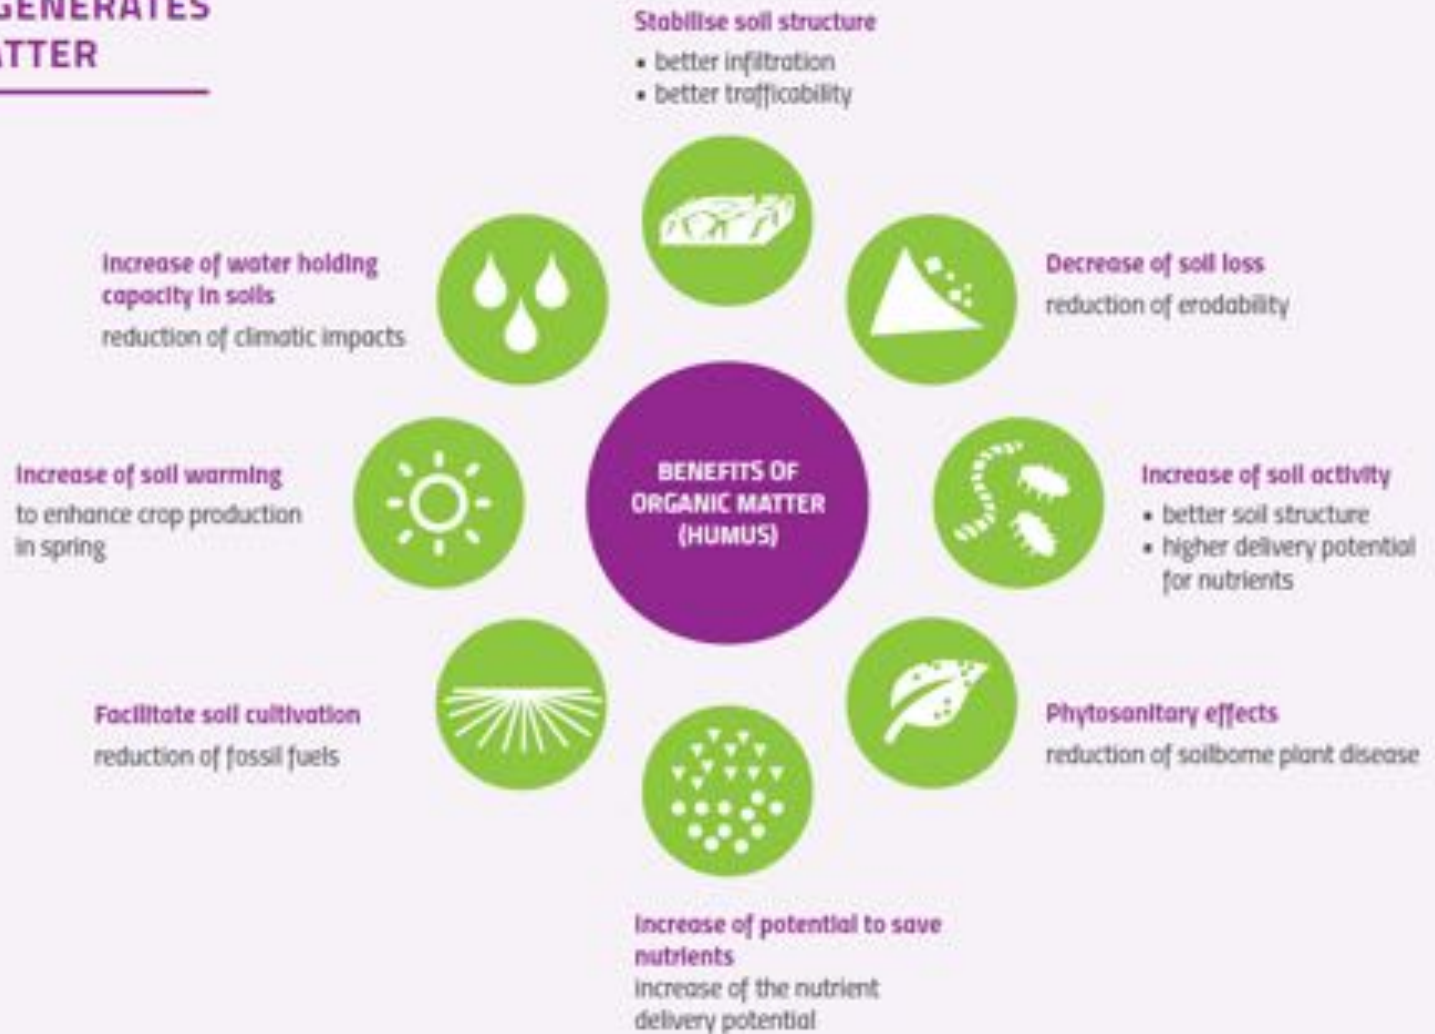 GENERATES
ATTER
Stabilise soil structure
• better infiltration
• better trafficability
Increase of water holding
capacity in soils
reduction of climatic impacts
Decrease of soil loss
reduction of erodability
Increase of soil warming
to enhance crop production
in spring
BENEFITS OF
ORGANIC MATTER
(HUMUS)
Increase of soil activity
• better soil structure
• higher delivery potential
for nutrients
Facilitate soil cultivation
reduction of fossil fuels
Phytosanitary effects
reduction of soilborne plant disease
Increase of potential to save
nutrients
increase of the nutrient
delivery potential